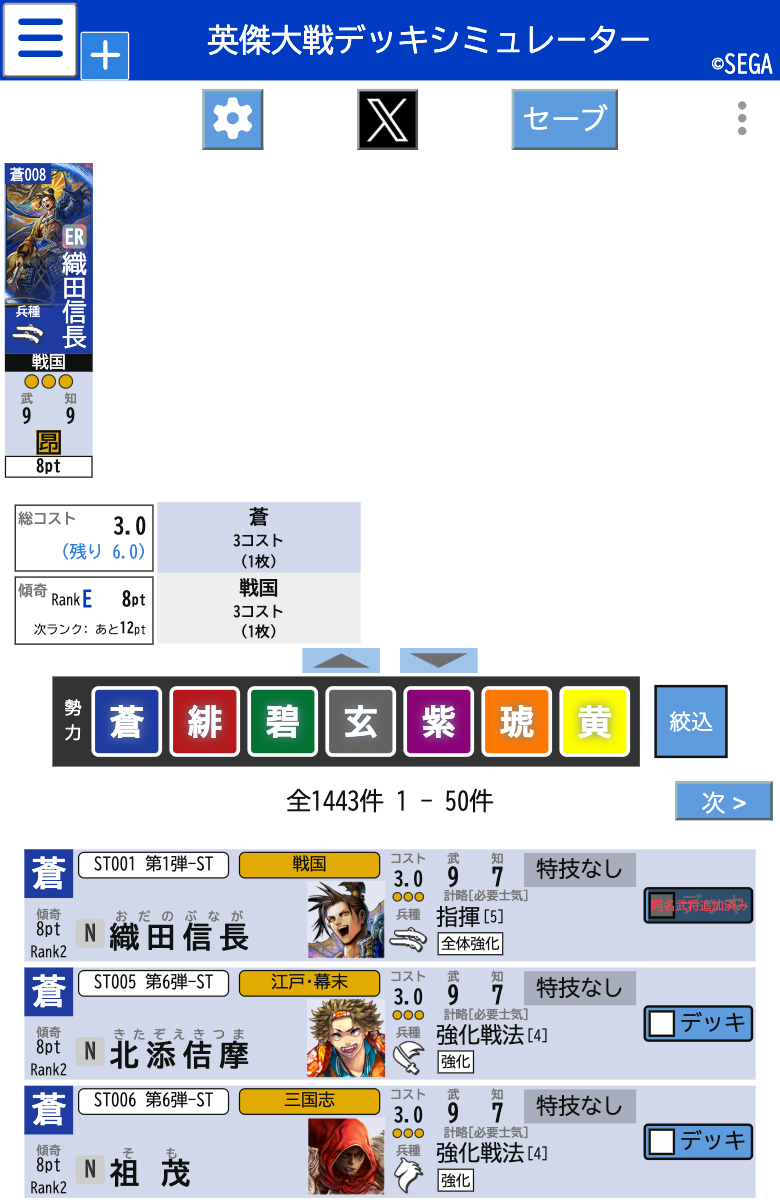 英傑大戦デッキシミュレーター
©SEGA
セーブ
蒼008
ER
織田信長
兵種
戦国
武 知
9 9
昂
8pt
総コスト 3.0
(残り 6.0)
傾奇 RankE 8pt
次ランク: あと12pt
蒼
3コスト
(1枚)
戦国
3コスト
(1枚)
勢力
蒼 緋 碧 玄 紫 琥 黄
絞込
全1443件 1 - 50件
次 >
蒼 ST001 第1弾-ST 戦国
コスト 武 知
3.0 9 7
特技なし
計略[必要士気]
指揮[5]
全体強化
兵種
傾奇
8pt
Rank2
N
おだのぶなが
織田信長
同名武将追加済み
蒼 ST005 第6弾-ST 江戸・幕末
コスト 武 知
3.0 9 7
特技なし
計略[必要士気]
強化戦法[4]
強化
兵種
傾奇
8pt
Rank2
N
きたぞえきつま
北添佶摩
デッキ
蒼 ST006 第6弾-ST 三国志
コスト 武 知
3.0 9 7
特技なし
計略[必要士気]
強化戦法[4]
強化
兵種
傾奇
8pt
Rank2
N
そ も
祖茂
デッキ